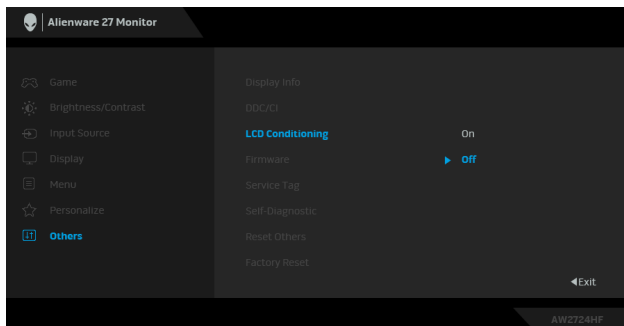 Alienware 27 Monitor
Game
Display Info
Brightness/Contrast
DDC/CI
Input Source
LCD Conditioning
On
Display
Firmware
Off
Menu
Service Tag
Personalize
Self-Diagnostic
Others
Reset Others
Factory Reset
Exit
AW2724HF